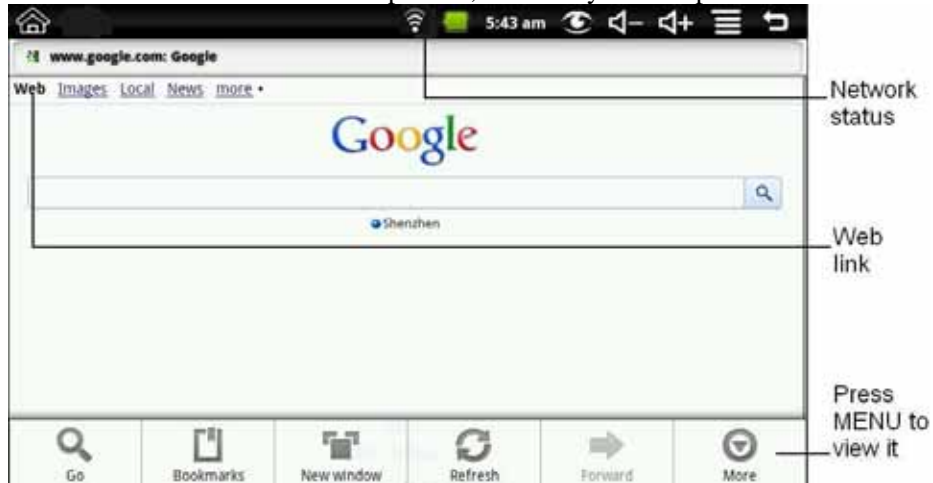 5:43 am
www.google.com: Google
Web Images Local News more
Network
status
Google
Shenzhen
Web
link
Press
MENU to
view it
Go Bookmarks New window Refresh Forward More